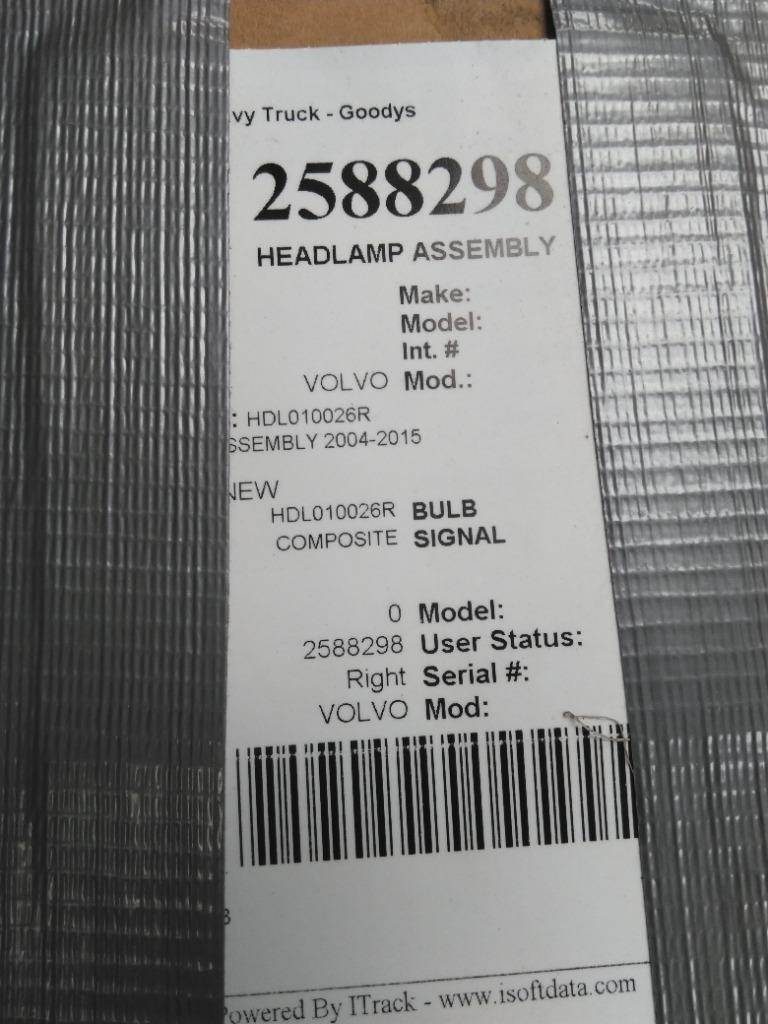 vy Truck - Goodys
2588298
HEADLAMP ASSEMBLY
Make:
Model:
Int. #
VOLVO Mod.:
: HDL010026R
SSEMBLY 2004-2015
NEW
HDL010026R BULB
COMPOSITE SIGNAL
0 Model:
2588298 User Status:
Right Serial #:
VOLVO Mod:
Powered By ITrack - www.isoftdata.com